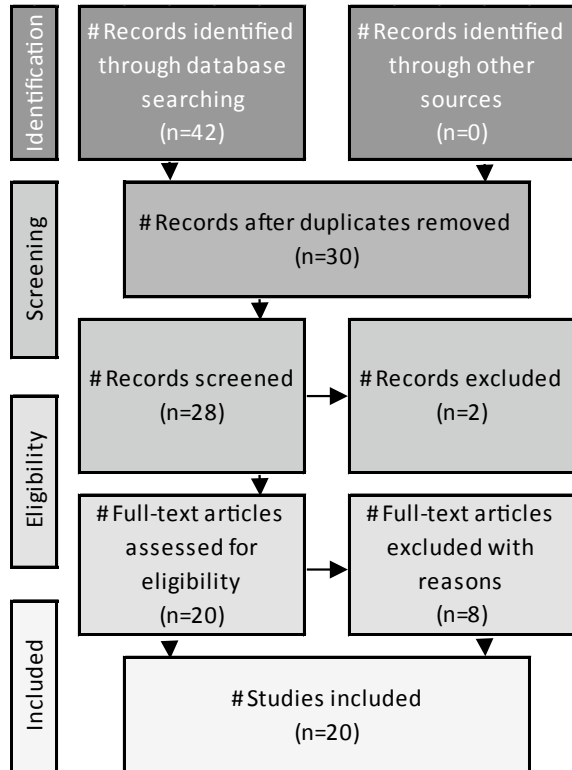 Identification
# Records identified
through database
searching
(n=42)
# Records identified
through other
sources
(n=0)
Screening
# Records after duplicates removed
(n=30)
# Records screened
(n=28)
# Records excluded
(n=2)
Eligibility
# Full-text articles
assessed for
eligibility
(n=20)
# Full-text articles
excluded with
reasons
(n=8)
Included
# Studies included
(n=20)